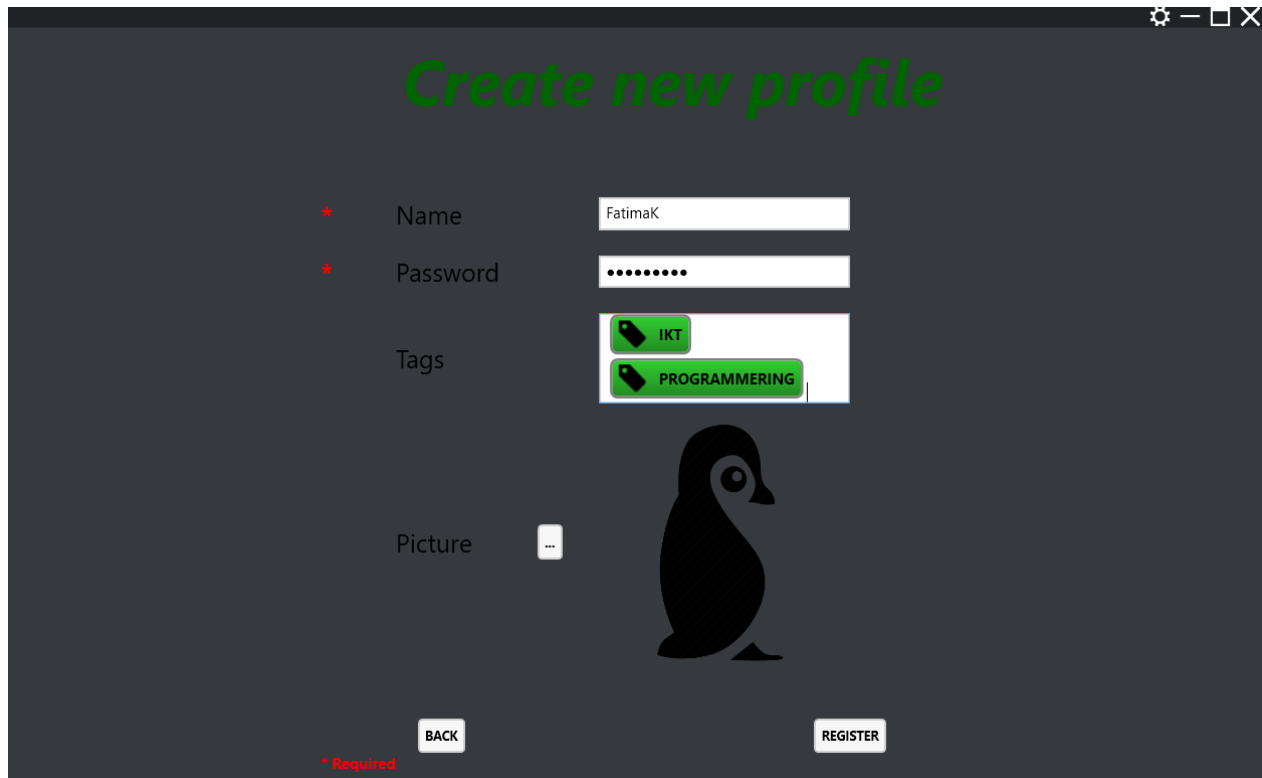 Create new profile
* Name FatimaK
* Password •••••••••
Tags IKT
PROGRAMMERING
Picture ...
BACK REGISTER
* Required